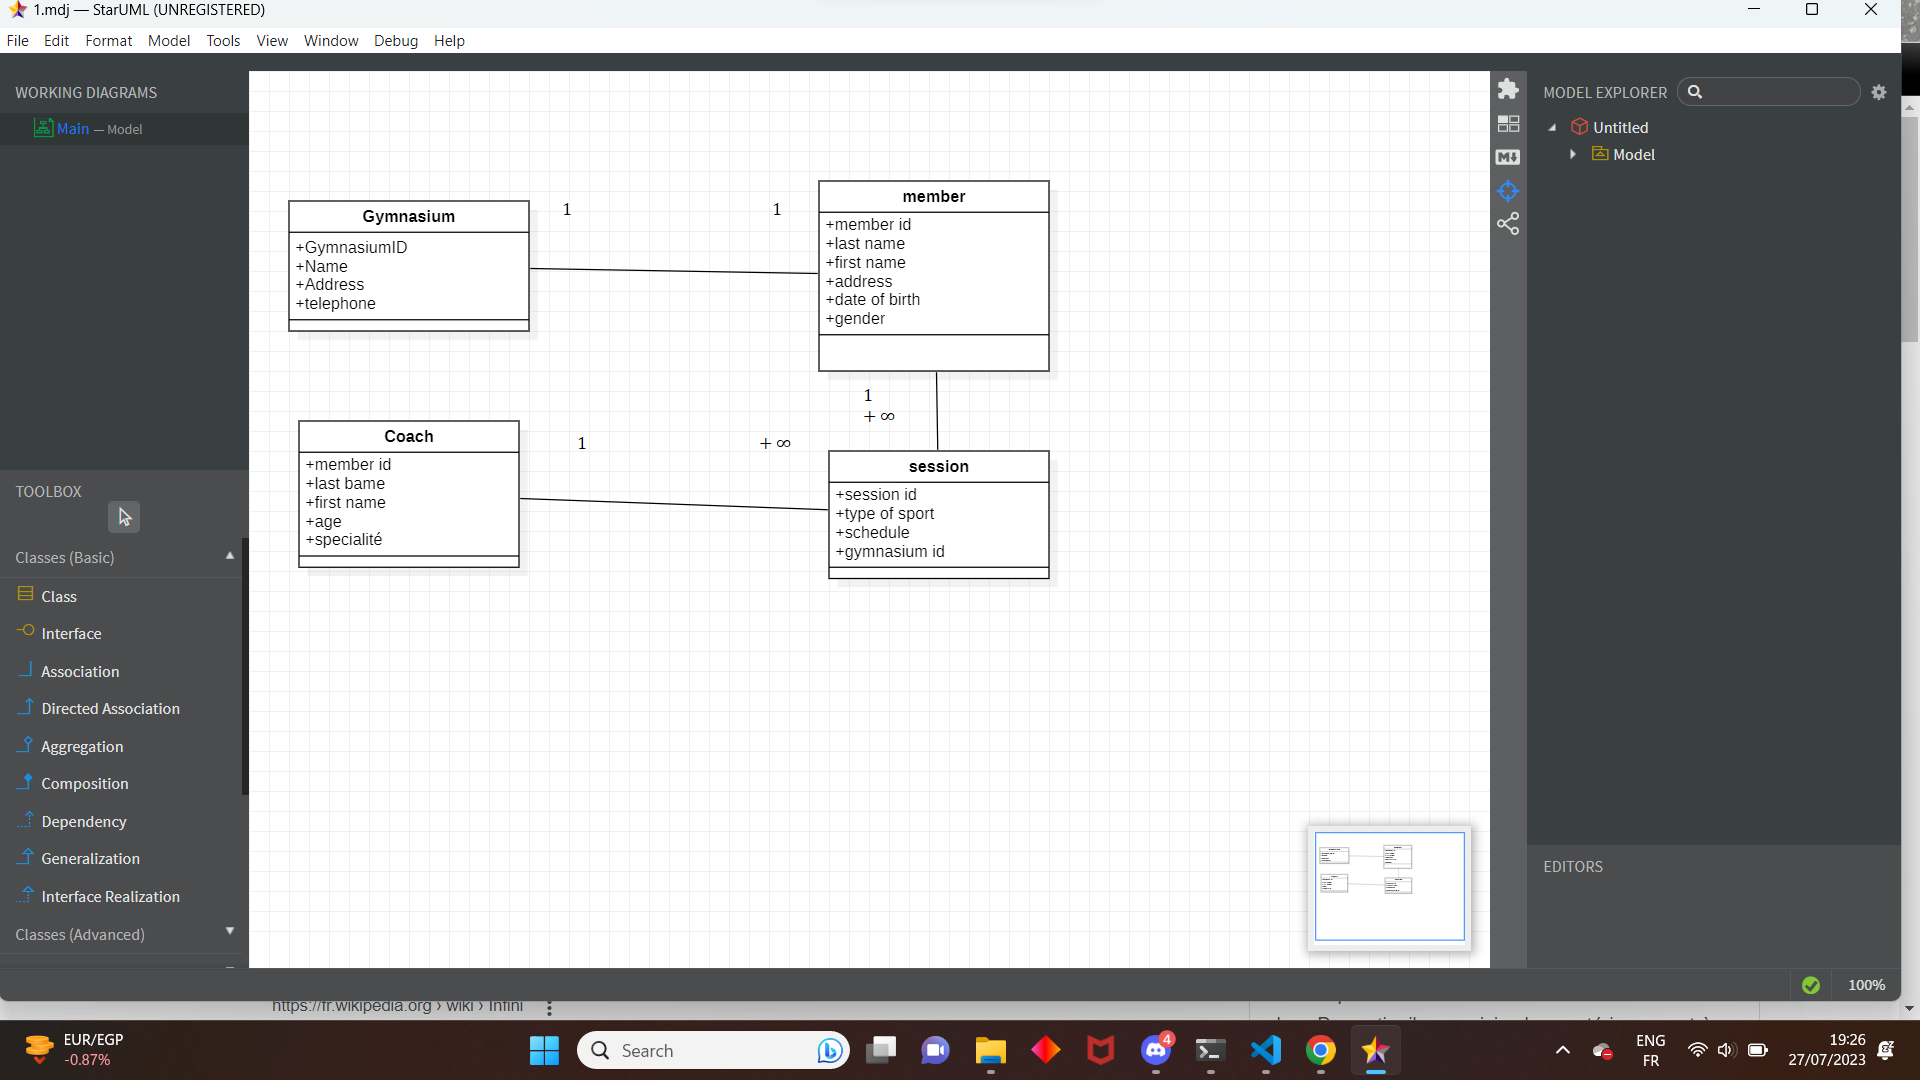 1.mdj — StarUML (UNREGISTERED)
File Edit Format Model Tools View Window Debug Help
WORKING DIAGRAMS
Main — Model
TOOLBOX
Classes (Basic)
Class
Interface
Association
Directed Association
Aggregation
Composition
Dependency
Generalization
Interface Realization
Classes (Advanced)
Gymnasium
+GymnasiumID
+Name
+Address
+telephone
1
1
member
+member id
+last name
+first name
+address
+date of birth
+gender
1
+ ∞
Coach
+member id
+last bame
+first name
+age
+specialité
1
+ ∞
session
+session id
+type of sport
+schedule
+gymnasium id
MODEL EXPLORER
Untitled
Model
EDITORS
100%
https://fr.wikipedia.org › wiki › Infini
EUR/EGP
-0.87%
Search
4
ENG
FR
19:26
27/07/2023